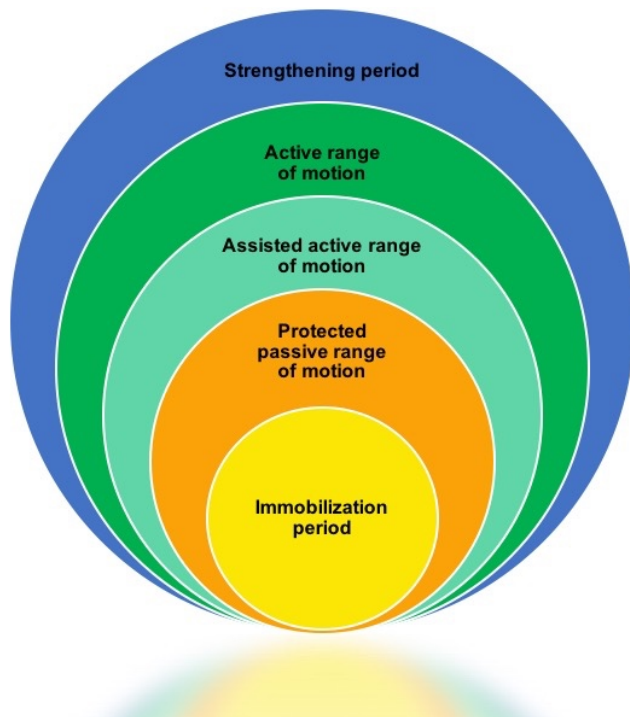 Strengthening period
Active range
of motion
Assisted active range
of motion
Protected
passive range
of motion
Immobilization
period